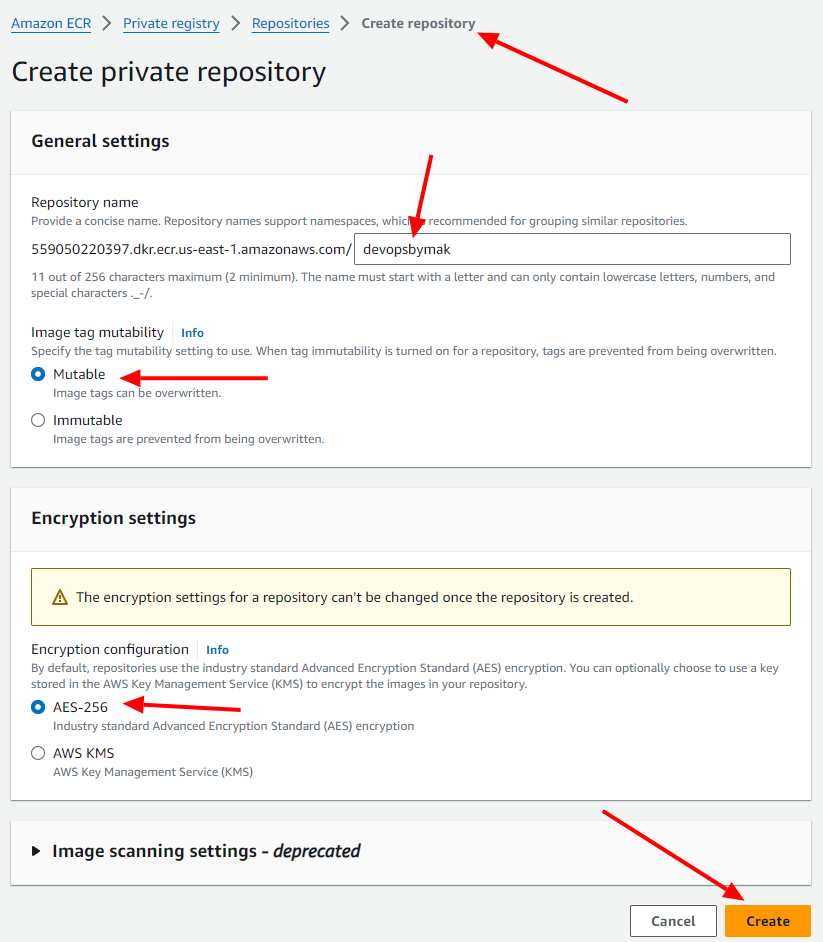 Amazon ECR > Private registry > Repositories > Create repository
Create private repository
General settings
Repository name
Provide a concise name. Repository names support namespaces, which recommended for grouping similar repositories.
559050220397.dkr.ecr.us-east-1.amazonaws.com/ devopsbymak
11 out of 256 characters maximum (2 minimum). The name must start with a letter and can only contain lowercase letters, numbers, and
special characters ._-/.
Image tag mutability Info
Specify the tag mutability setting to use. When tag immutability is turned on for a repository, tags are prevented from being overwritten.
Mutable
Image tags can be overwritten.
Immutable
Image tags are prevented from being overwritten.
Encryption settings
The encryption settings for a repository can't be changed once the repository is created.
Encryption configuration Info
By default, repositories use the industry standard Advanced Encryption Standard (AES) encryption. You can optionally choose to use a key
stored in the AWS Key Management Service (KMS) to encrypt the images in your repository.
AES-256
Industry standard Advanced Encryption Standard (AES) encryption
AWS KMS
AWS Key Management Service (KMS)
Image scanning settings - deprecated
Cancel Create